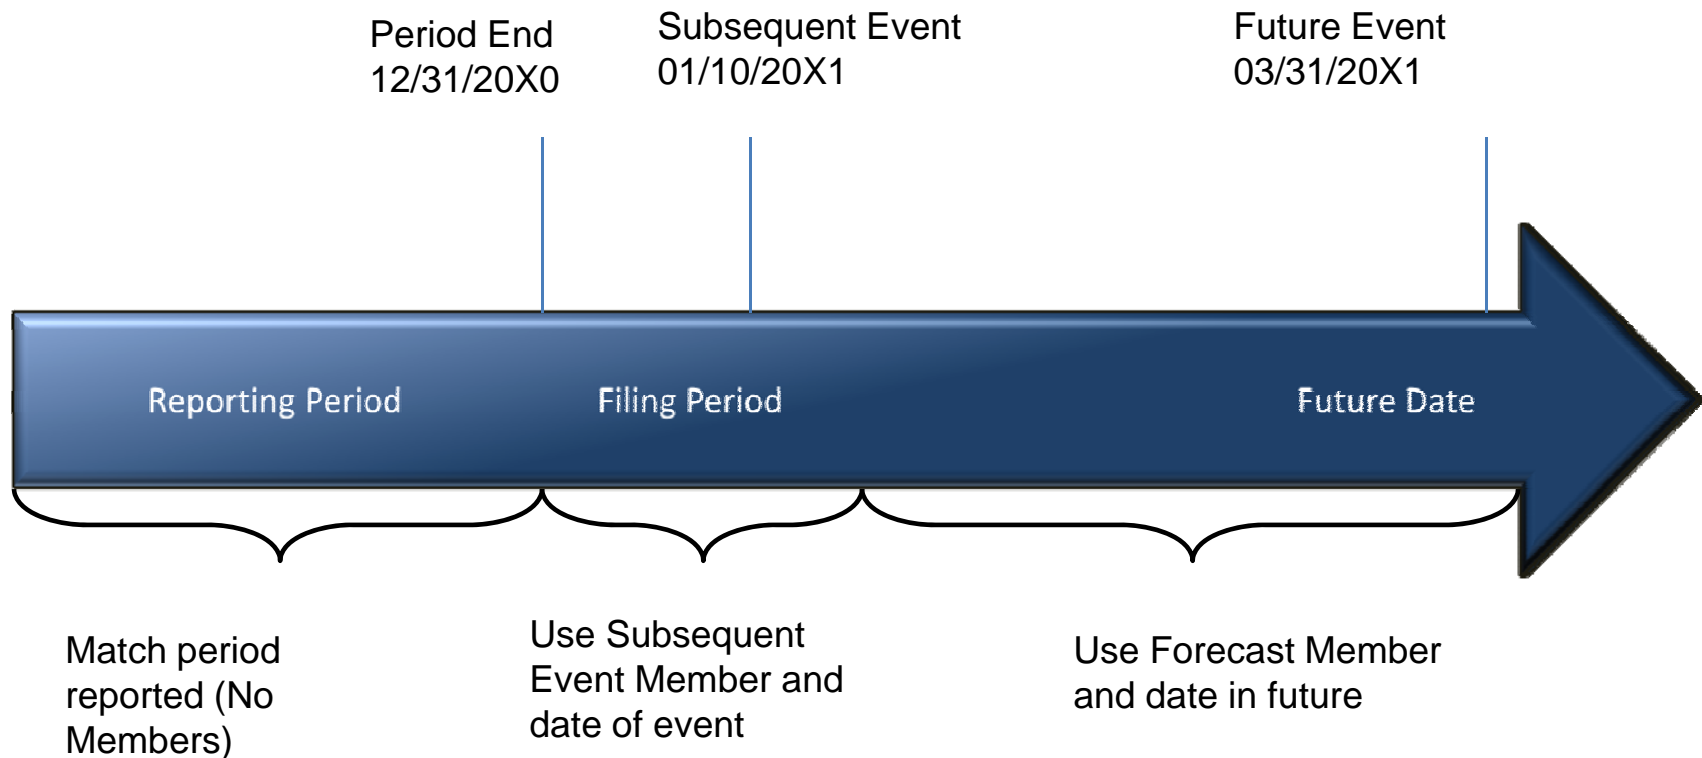 Period End
12/31/20X0
Subsequent Event
01/10/20X1
Future Event
03/31/20X1
Reporting Period
Filing Period
Future Date
Match period
reported (No
Members)
Use Subsequent
Event Member and
date of event
Use Forecast Member
and date in future